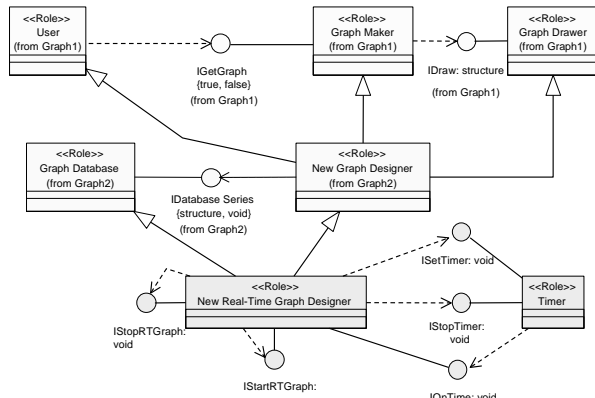 <<Role>>
User
(from Graph1)
<<Role>>
Graph Maker
(from Graph1)
<<Role>>
Graph Drawer
(from Graph1)
IGetGraph
{true, false}
(from Graph1)
IDraw: structure
(from Graph1)
<<Role>>
Graph Database
(from Graph2)
<<Role>>
New Graph Designer
(from Graph2)
IDatabase Series
{structure, void}
(from Graph2)
ISetTimer: void
<<Role>>
New Real-Time Graph Designer
<<Role>>
Timer
IStopRTGraph:
void
IStopTimer:
void
IStartRTGraph:
IOnTime: void